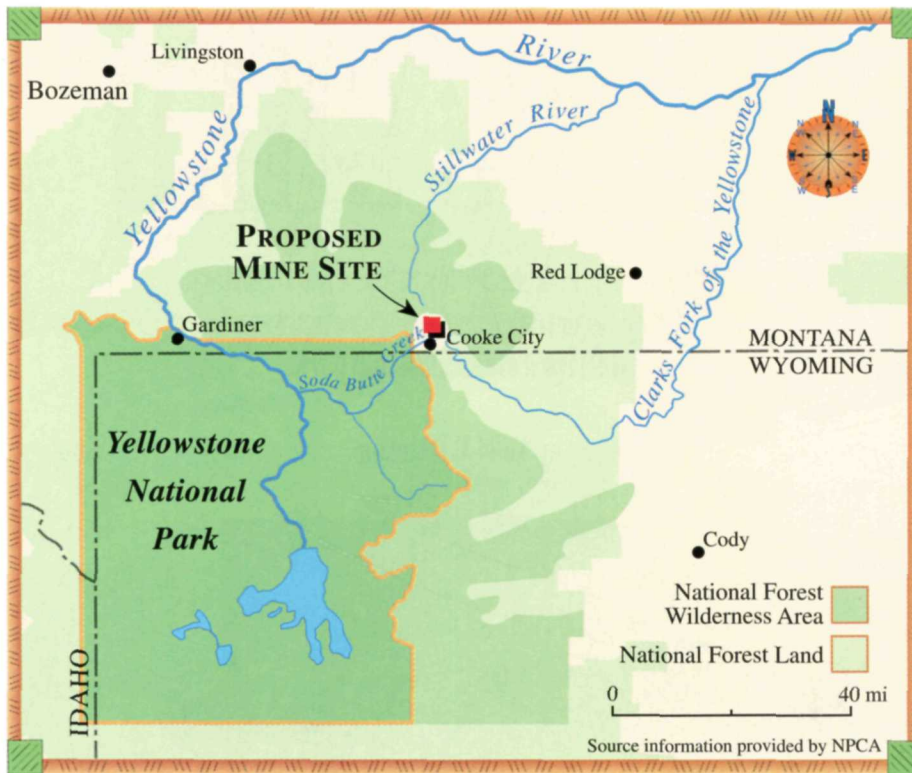 Livingston
Bozeman
River
Yellowstone
Stillwater River
Clarks Fork of the Yellowstone
N
N W
N E
W
E
S W
S E
S
PROPOSED
MINE SITE
Red Lodge
Gardiner
Cooke City
Soda Butte Creek
MONTANA
WYOMING
Yellowstone
National
Park
Cody
IDAHO
National Forest
Wilderness Area
National Forest Land
0 40 mi
Source information provided by NPCA